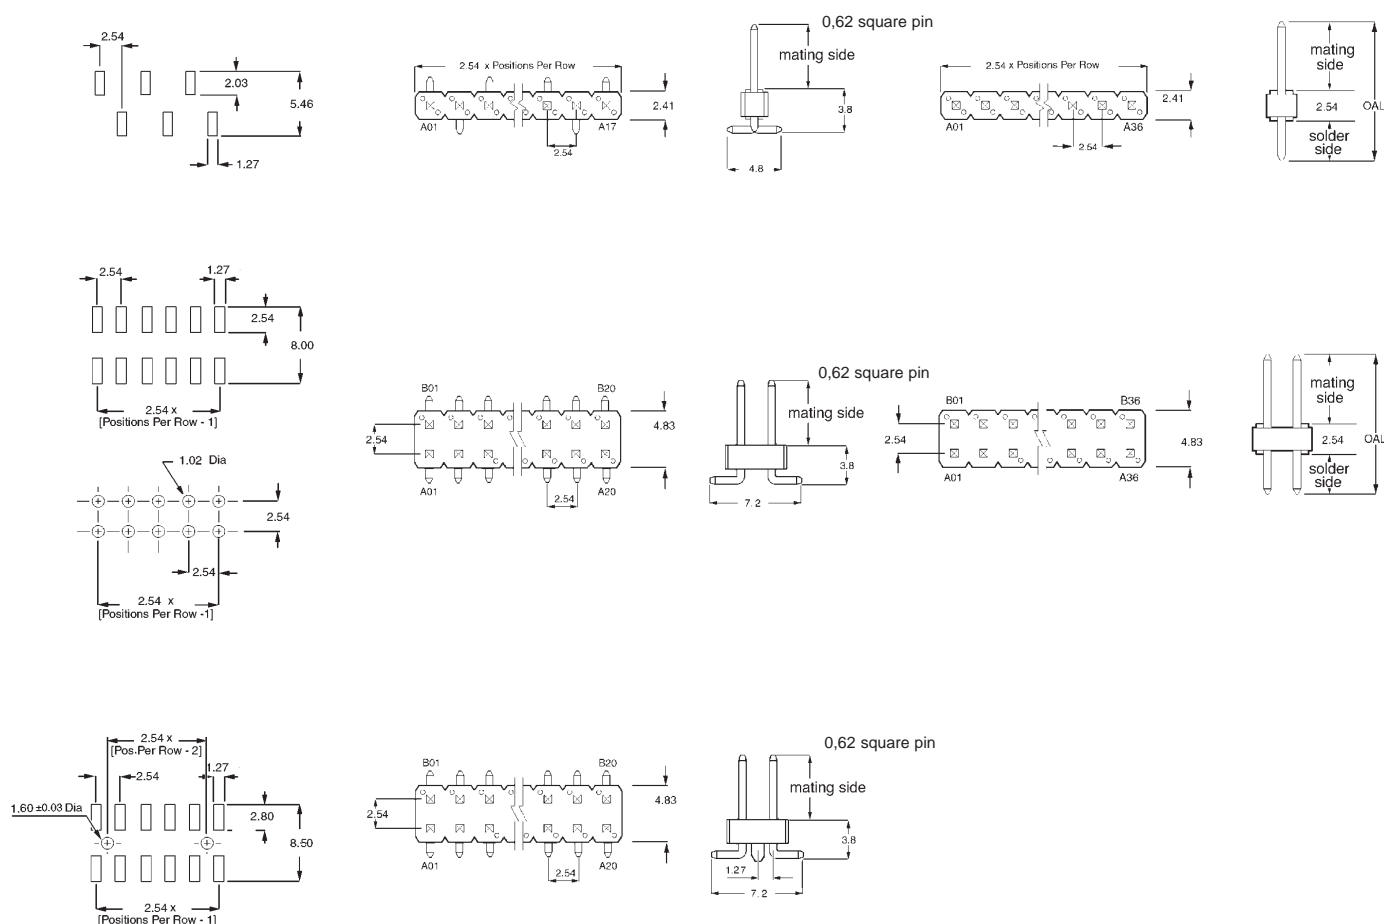 2.54
2.03
5.46
1.27
2.54 x Positions Per Row
2.41
A01
A17
2.54
0,62 square pin
mating side
3.8
4.8
2.54 x Positions Per Row
2.41
A01
A36
2.54
mating
side
2.54
OAL
solder
side
2.54
1.27
2.54
8.00
2.54 x
[Positions Per Row - 1]
1.02 Dia
2.54
2.54
2.54 x
[Positions Per Row -1]
B01
B20
4.83
2.54
A01
A20
2.54
0,62 square pin
mating side
3.8
7.2
B01
B36
2.54
4.83
A01
A36
mating
side
2.54
OAL
solder
side
2.54 x
[Pos.Per Row - 2]
2.54
1.27
1.60 ±0.03 Dia
2.80
8.50
2.54 x
[Positions Per Row - 1]
B01
B20
4.83
2.54
A01
A20
2.54
0,62 square pin
mating side
3.8
1.27
7.2